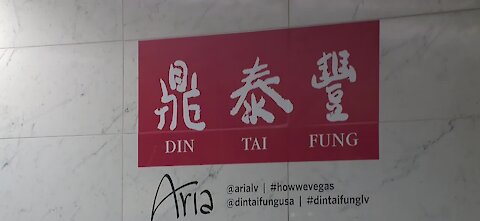 鼎泰豐
DIN TAI FUNG
Aria
@arialv | #howwevegas
@dintaifungusa | #dintaifunglv